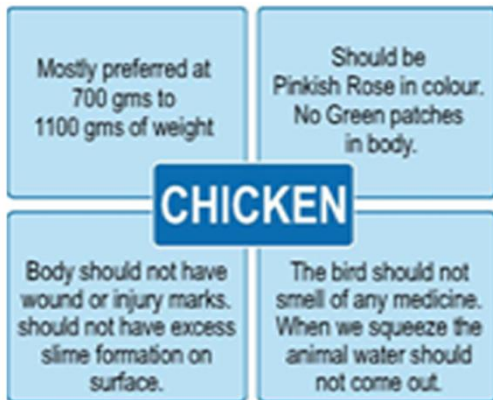 Mostly preferred at
700 gms to
1100 gms of weight
Should be
Pinkish Rose in colour.
No Green patches
in body.
CHICKEN
Body should not have
wound or injury marks.
should not have excess
slime formation on
surface.
The bird should not
smell of any medicine.
When we squeeze the
animal water should
not come out.